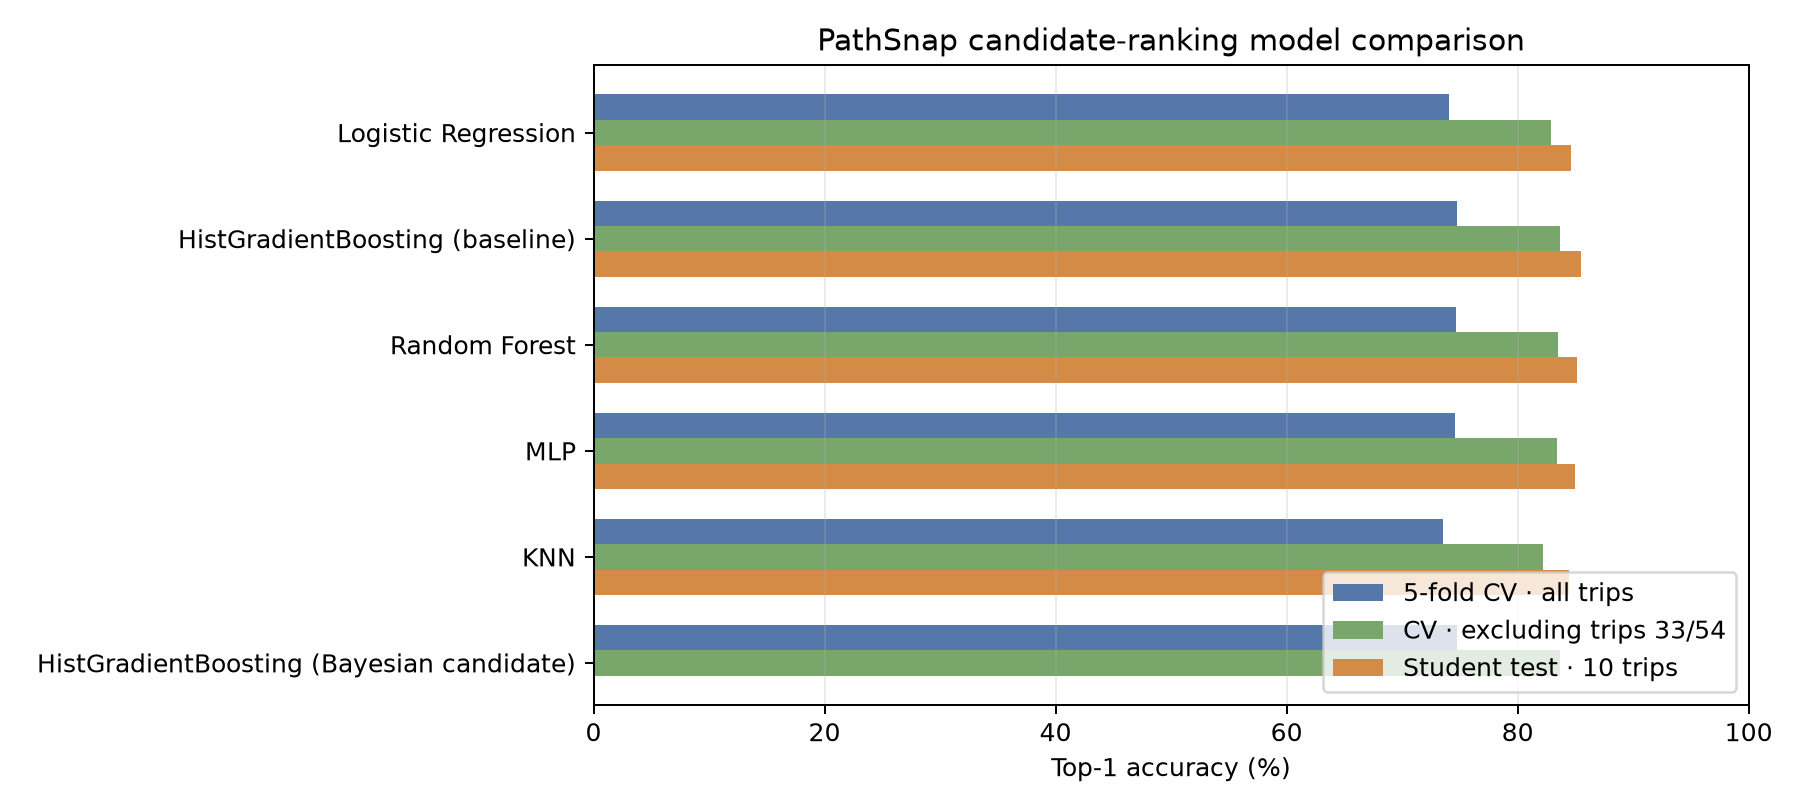 PathSnap candidate-ranking model comparison
Logistic Regression
HistGradientBoosting (baseline)
Random Forest
MLP
KNN
HistGradientBoosting (Bayesian candidate)
5-fold CV · all trips
CV · excluding trips 33/54
Student test · 10 trips
0 20 40 60 80 100
Top-1 accuracy (%)